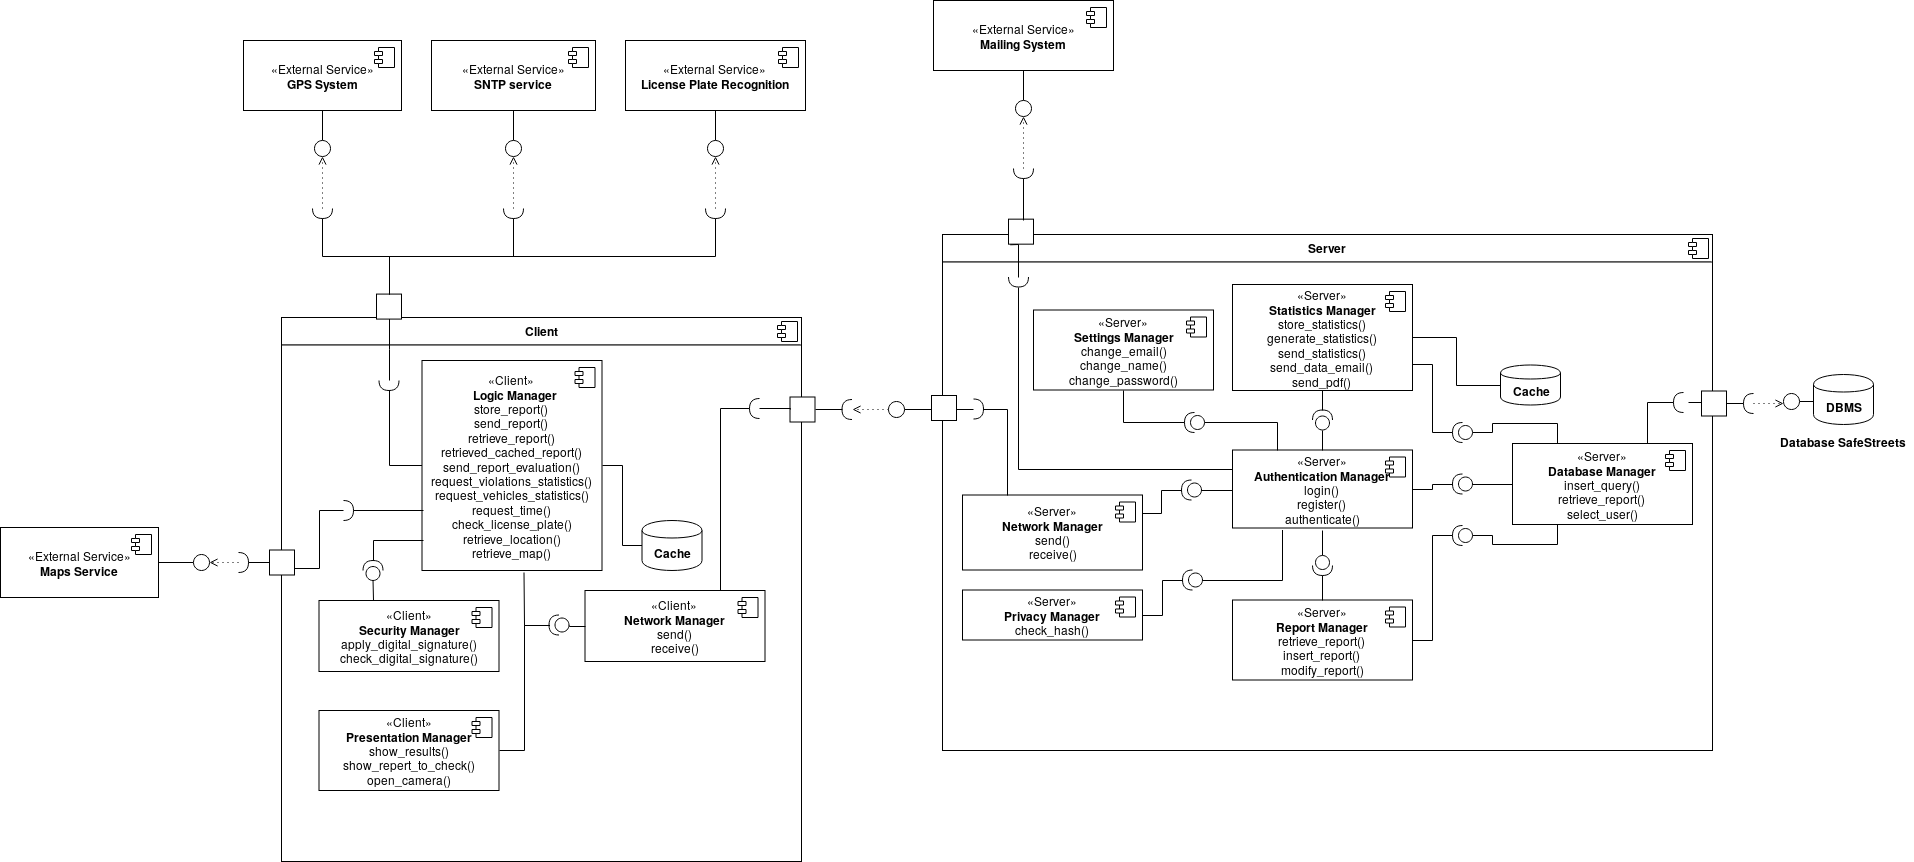 «External Service»
Mailing System
«External Service»
GPS System
«External Service»
SNTP service
«External Service»
License Plate Recognition
Server
Client
«Server»
Settings Manager
change_email()
change_name()
change_password()
«Server»
Statistics Manager
store_statistics()
generate_statistics()
send_statistics()
send_data_email()
send_pdf()
Cache
DBMS
Database SafeStreets
«Client»
Logic Manager
store_report()
send_report()
retrieve_report()
retrieved_cached_report()
send_report_evaluation()
request_violations_statistics()
request_vehicles_statistics()
request_time()
check_license_plate()
retrieve_location()
retrieve_map()
Cache
«Server»
Authentication Manager
login()
register()
authenticate()
«Server»
Database Manager
insert_query()
retrieve_report()
select_user()
«Server»
Network Manager
send()
receive()
«External Service»
Maps Service
«Client»
Security Manager
apply_digital_signature()
check_digital_signature()
«Client»
Network Manager
send()
receive()
«Server»
Privacy Manager
check_hash()
«Server»
Report Manager
retrieve_report()
insert_report()
modify_report()
«Client»
Presentation Manager
show_results()
show_repert_to_check()
open_camera()